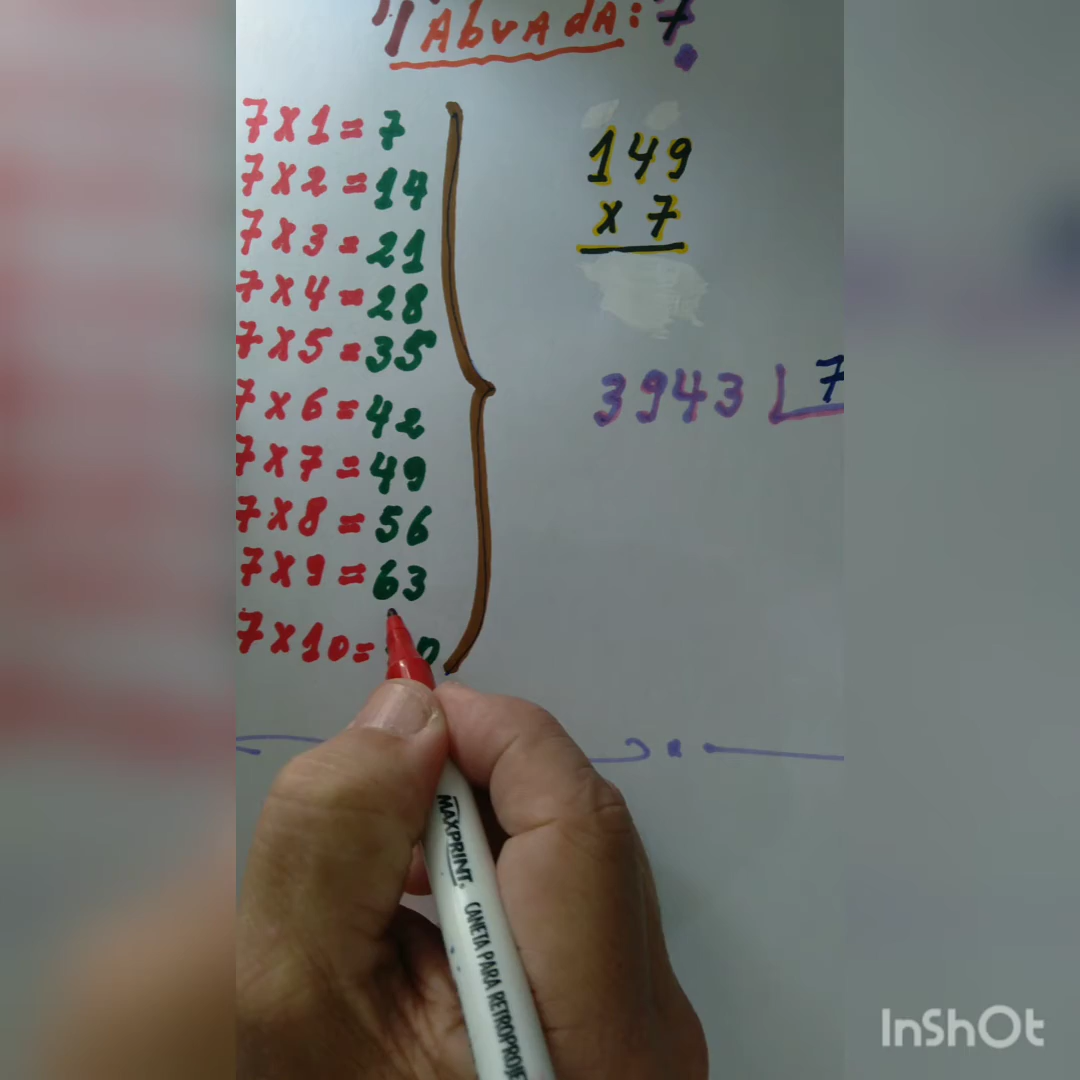 TAbuAdA: 7
7x1=7
7x2=14
7x3=21
7x4=28
7x5=35
7x6=42
7x7=49
7x8=56
7x9=63
7x10=
149
x 7
3943 7
MAXPRINT
CANETA PARA RETROPROJE
InShOt